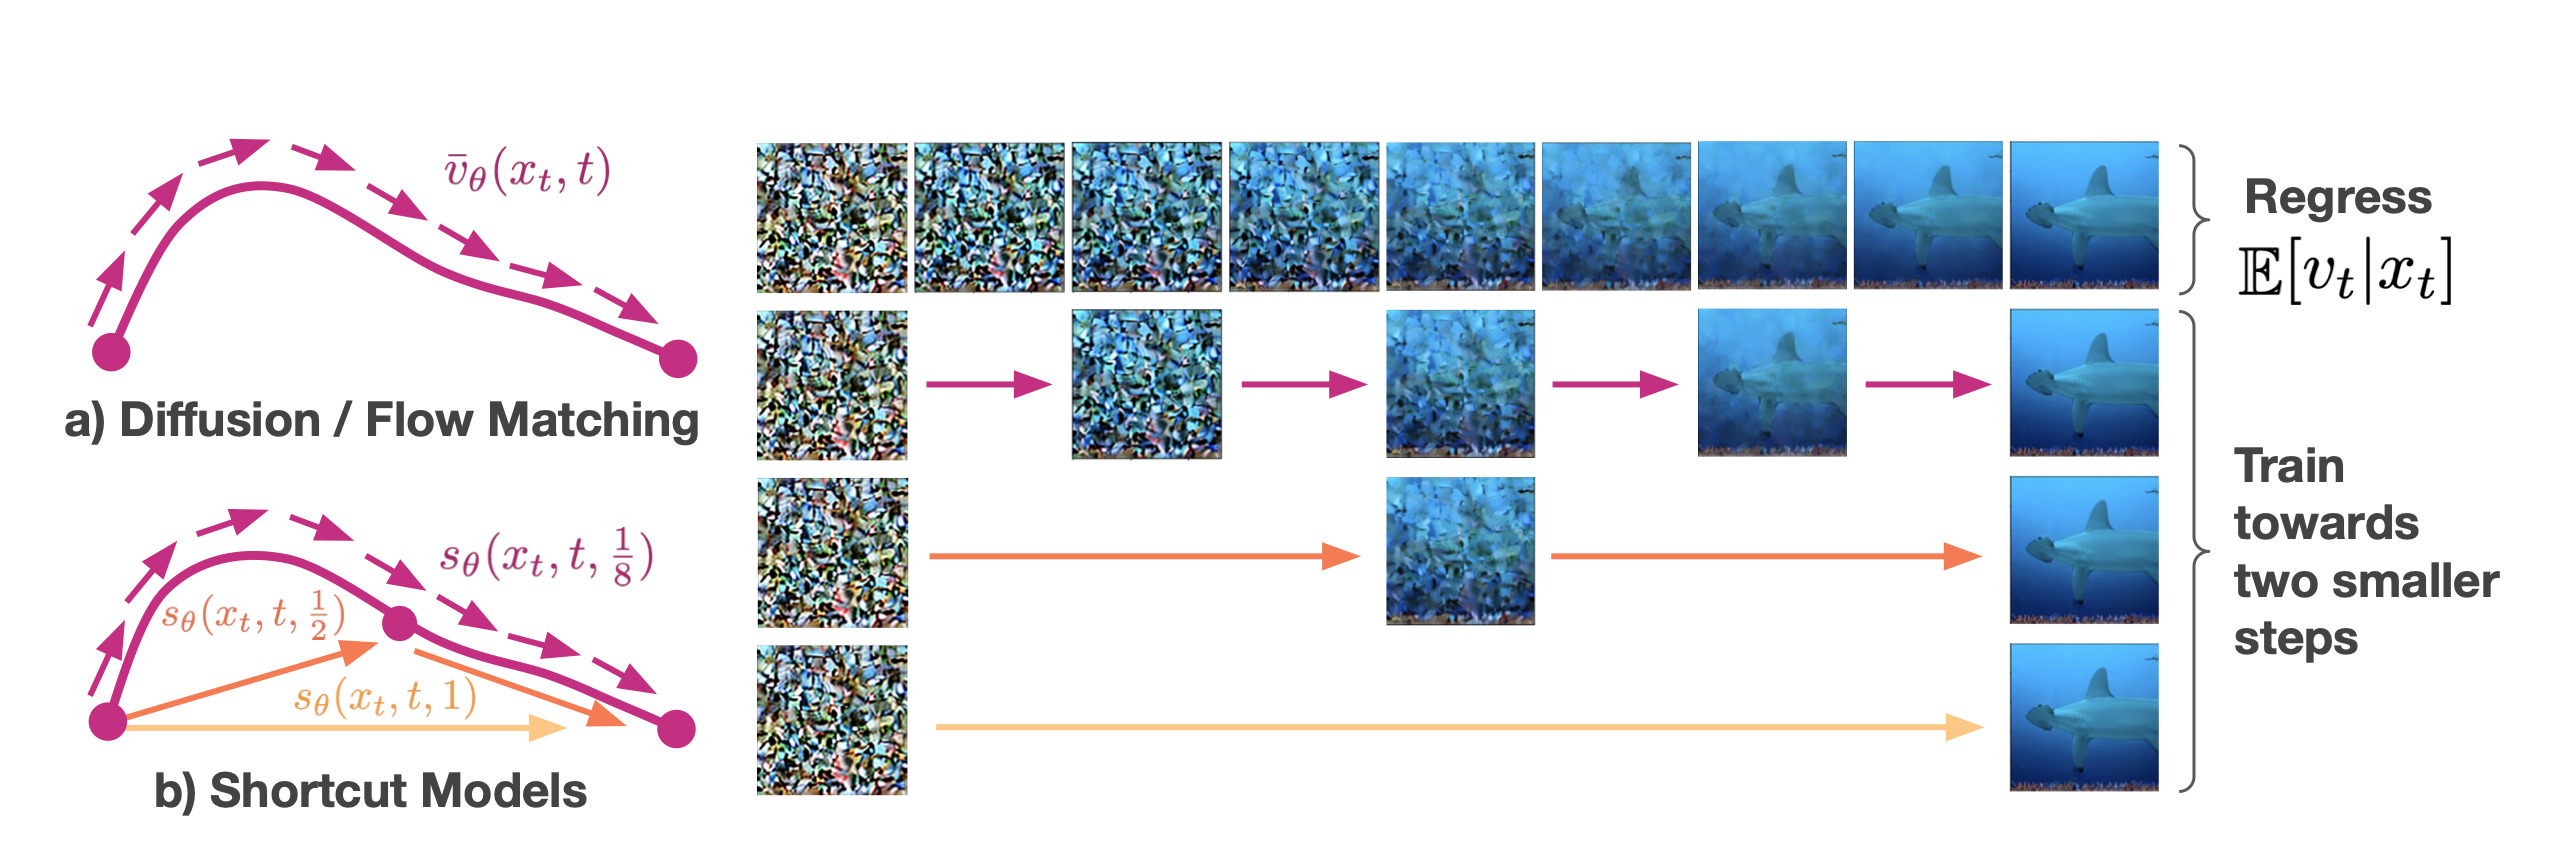 v̄θ(xt, t)
a) Diffusion / Flow Matching
sθ(xt, t, 1/8)
sθ(xt, t, 1/2)
sθ(xt, t, 1)
b) Shortcut Models
Regress
𝔼[vt|xt]
Train
towards
two smaller
steps